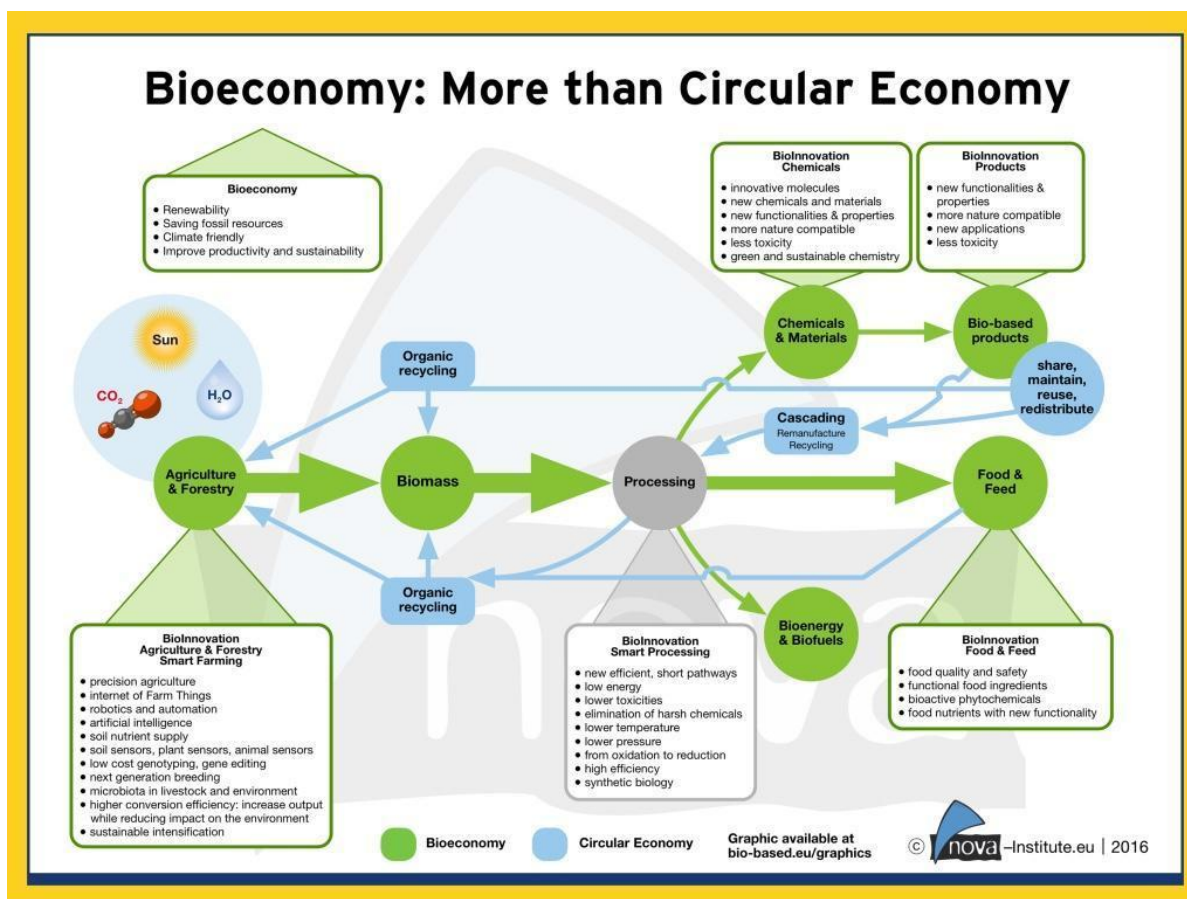 Bioeconomy: More than Circular Economy
Bioeconomy
• Renewability
• Saving fossil resources
• Climate friendly
• Improve productivity and sustainability
BioInnovation
Chemicals
• innovative molecules
• new chemicals and materials
• new functionalities & properties
• more nature compatible
• less toxicity
• green and sustainable chemistry
BioInnovation
Products
• new functionalities &
properties
• more nature compatible
• new applications
• less toxicity
Sun
CO₂
H₂O
Organic
recycling
Chemicals
& Materials
Bio-based
products
share,
maintain,
reuse,
redistribute
Cascading
Remanufacture
Recycling
Agriculture
& Forestry
Biomass
Processing
Food &
Feed
Organic
recycling
Bioenergy
& Biofuels
BioInnovation
Agriculture & Forestry
Smart Farming
• precision agriculture
• internet of Farm Things
• robotics and automation
• artificial intelligence
• soil nutrient supply
• soil sensors, plant sensors, animal sensors
• low cost genotyping, gene editing
• next generation breeding
• microbiota in livestock and environment
• higher conversion efficiency: increase output
while reducing impact on the environment
• sustainable intensification
BioInnovation
Smart Processing
• new efficient, short pathways
• low energy
• lower toxicities
• elimination of harsh chemicals
• lower temperature
• lower pressure
• from oxidation to reduction
• high efficiency
• synthetic biology
BioInnovation
Food & Feed
• food quality and safety
• functional food ingredients
• bioactive phytochemicals
• food nutrients with new functionality
nova
Bioeconomy
Circular Economy
Graphic available at
bio-based.eu/graphics
© nova-Institute.eu | 2016